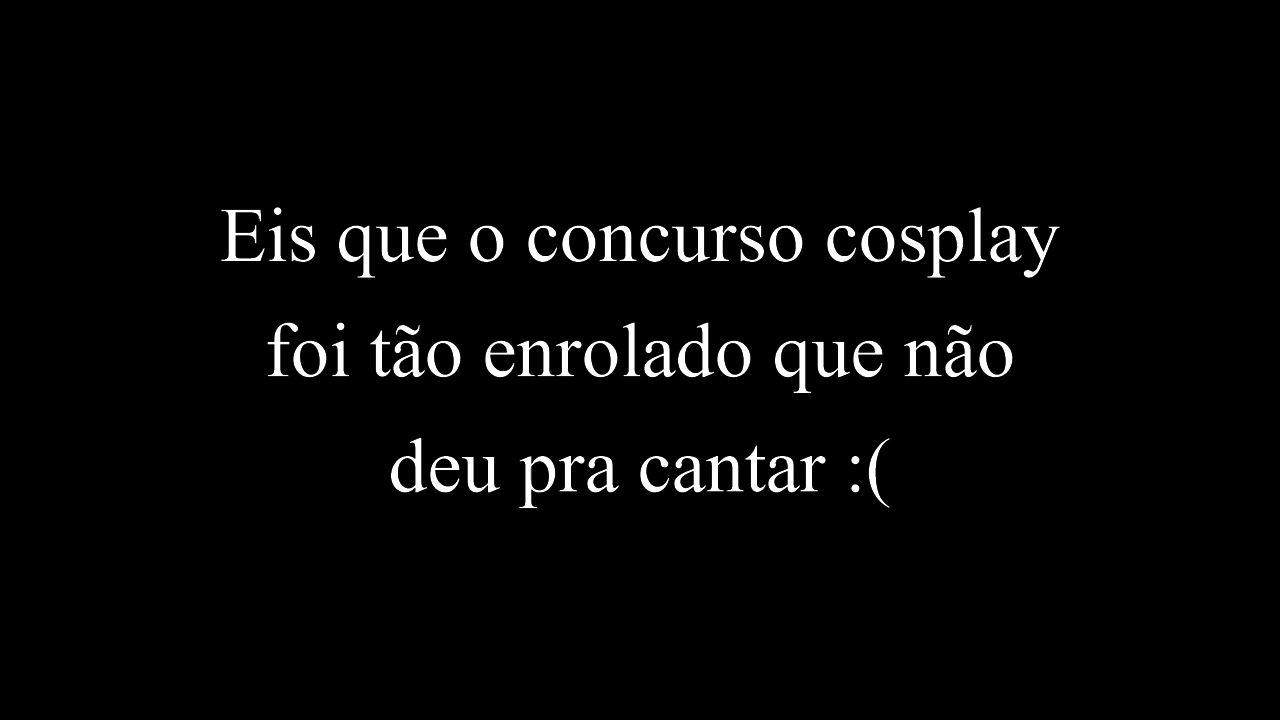 Eis que o concurso cosplay
foi tão enrolado que não
deu pra cantar :(